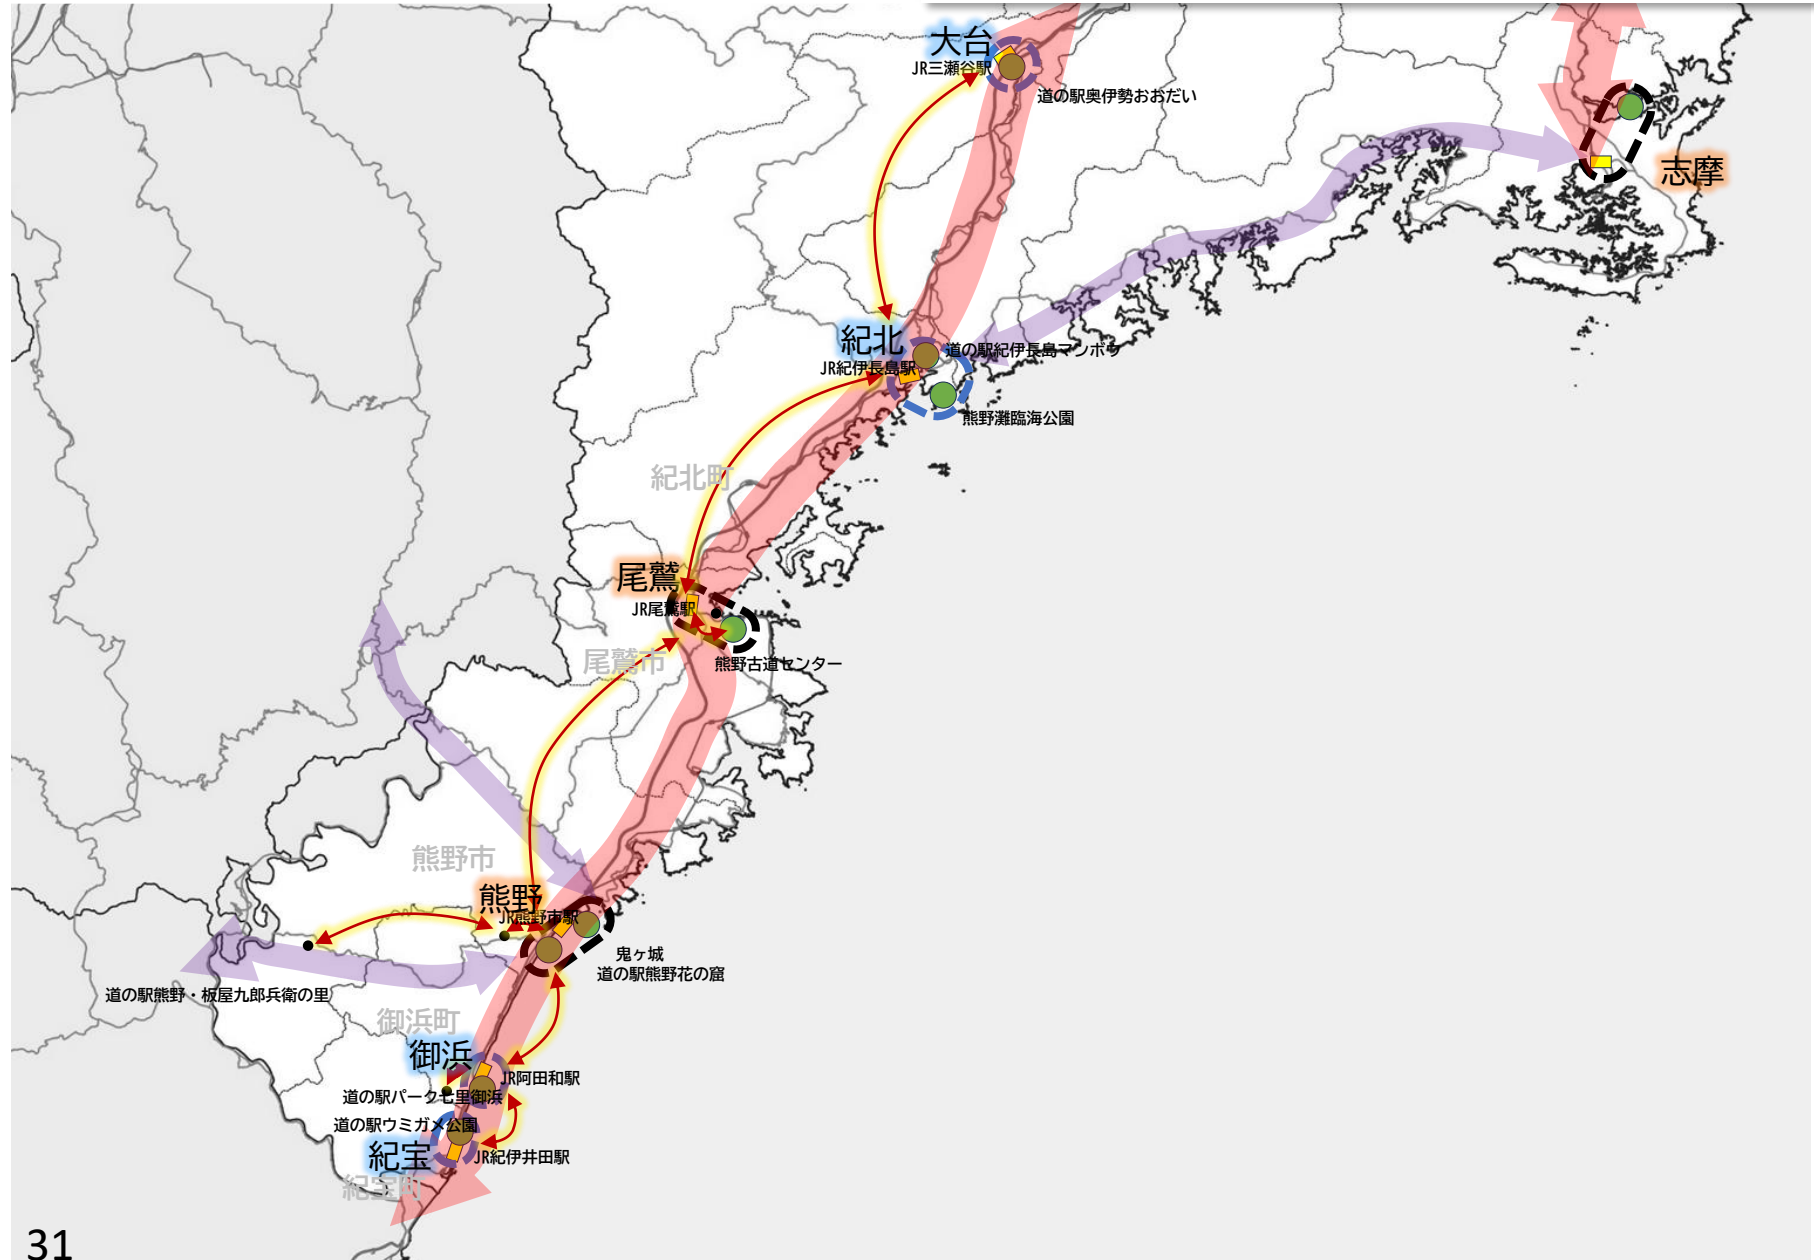 大台
JR三瀬谷駅
道の駅奥伊勢おおだい
志摩
紀北
道の駅紀伊長島マンボウ
JR紀伊長島駅
熊野灘臨海公園
紀北町
尾鷲
JR尾鷲駅
尾鷲市
熊野古道センター
熊野市
熊野
JR熊野市駅
鬼ヶ城
道の駅熊野花の窟
道の駅熊野・板屋九郎兵衛の里
御浜町
御浜
JR阿田和駅
道の駅パーク七里御浜
道の駅ウミガメ公園
紀宝
JR紀伊井田駅
紀宝町
31